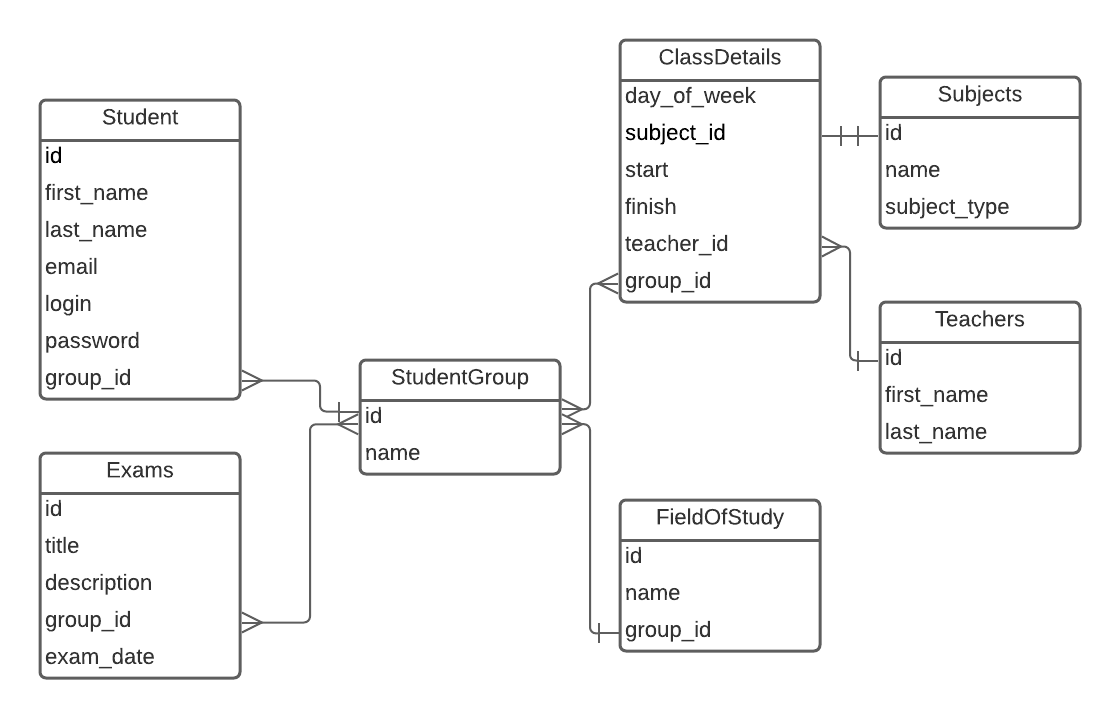 Student
id
first_name
last_name
email
login
password
group_id
Exams
id
title
description
group_id
exam_date
StudentGroup
id
name
ClassDetails
day_of_week
subject_id
start
finish
teacher_id
group_id
Subjects
id
name
subject_type
Teachers
id
first_name
last_name
FieldOfStudy
id
name
group_id